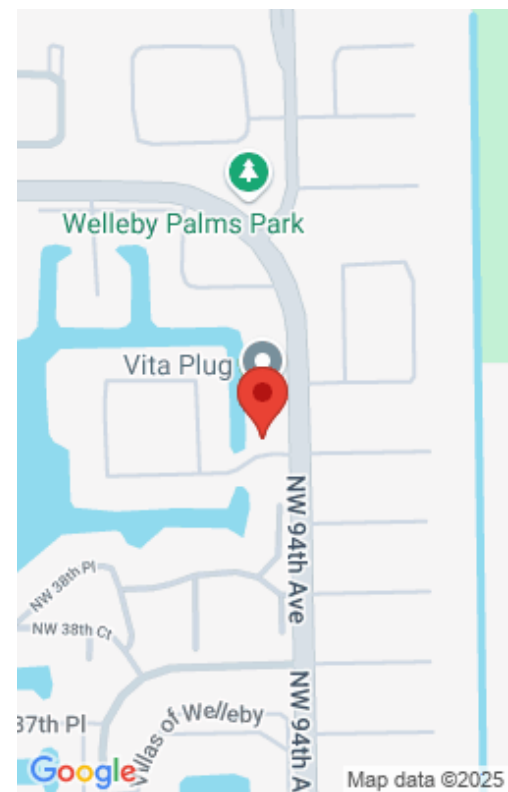 Welleby Palms Park
Vita Plug
NW 94th Ave
NW 38th Pl
NW 38th Ct
37th Pl
Villas of Welleby
NW 94th A
Google
Map data ©2025